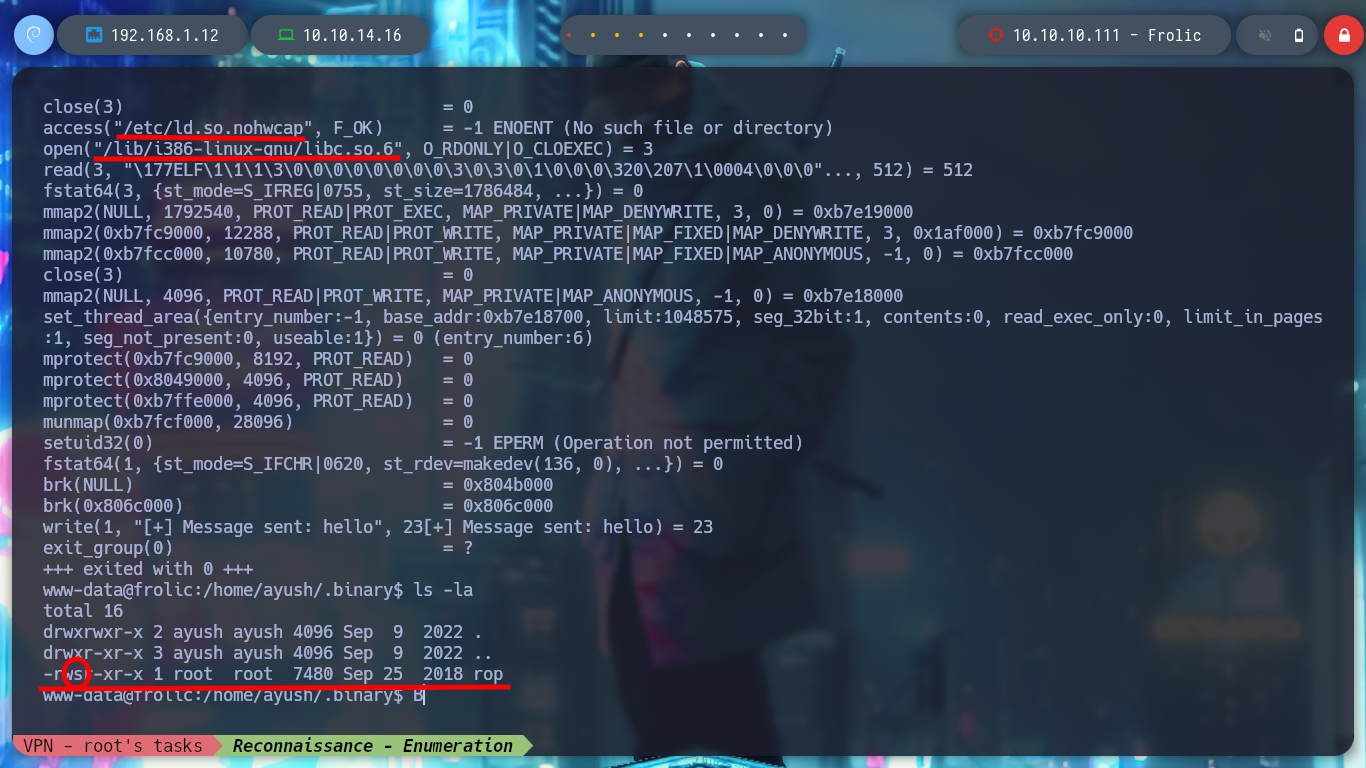 192.168.1.12
10.10.14.16
10.10.10.111 - Frolic
close(3)                                = 0
access("/etc/ld.so.nohwcap", F_OK)      = -1 ENOENT (No such file or directory)
open("/lib/i386-linux-gnu/libc.so.6", O_RDONLY|O_CLOEXEC) = 3
read(3, "\177ELF\1\1\1\3\0\0\0\0\0\0\0\0\3\0\3\0\1\0\0\0\320\207\1\0004\0\0\0"..., 512) = 512
fstat64(3, {st_mode=S_IFREG|0755, st_size=1786484, ...}) = 0
mmap2(NULL, 1792540, PROT_READ|PROT_EXEC, MAP_PRIVATE|MAP_DENYWRITE, 3, 0) = 0xb7e19000
mmap2(0xb7fc9000, 12288, PROT_READ|PROT_WRITE, MAP_PRIVATE|MAP_FIXED|MAP_DENYWRITE, 3, 0x1af000) = 0xb7fc9000
mmap2(0xb7fcc000, 10780, PROT_READ|PROT_WRITE, MAP_PRIVATE|MAP_FIXED|MAP_ANONYMOUS, -1, 0) = 0xb7fcc000
close(3)                                = 0
mmap2(NULL, 4096, PROT_READ|PROT_WRITE, MAP_PRIVATE|MAP_ANONYMOUS, -1, 0) = 0xb7e18000
set_thread_area({entry_number:-1, base_addr:0xb7e18700, limit:1048575, seg_32bit:1, contents:0, read_exec_only:0, limit_in_pages
:1, seg_not_present:0, useable:1}) = 0 (entry_number:6)
mprotect(0xb7fc9000, 8192, PROT_READ)   = 0
mprotect(0x8049000, 4096, PROT_READ)    = 0
mprotect(0xb7ffe000, 4096, PROT_READ)   = 0
munmap(0xb7fcf000, 28096)               = 0
setuid32(0)                             = -1 EPERM (Operation not permitted)
fstat64(1, {st_mode=S_IFCHR|0620, st_rdev=makedev(136, 0), ...}) = 0
brk(NULL)                               = 0x804b000
brk(0x806c000)                          = 0x806c000
write(1, "[+] Message sent: hello", 23[+] Message sent: hello) = 23
exit_group(0)                           = ?
+++ exited with 0 +++
www-data@frolic:/home/ayush/.binary$ ls -la
total 16
drwxrwxr-x 2 ayush ayush 4096 Sep  9  2022 .
drwxr-xr-x 3 ayush ayush 4096 Sep  9  2022 ..
-rwsr-xr-x 1 root  root  7480 Sep 25  2018 rop
www-data@frolic:/home/ayush/.binary$ B
VPN - root's tasks
Reconnaissance - Enumeration